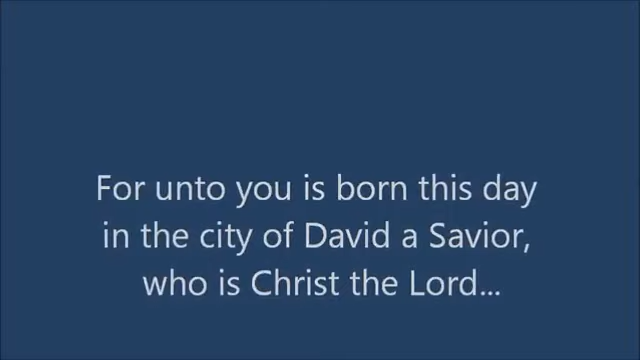 For unto you is born this day
in the city of David a Savior,
who is Christ the Lord...